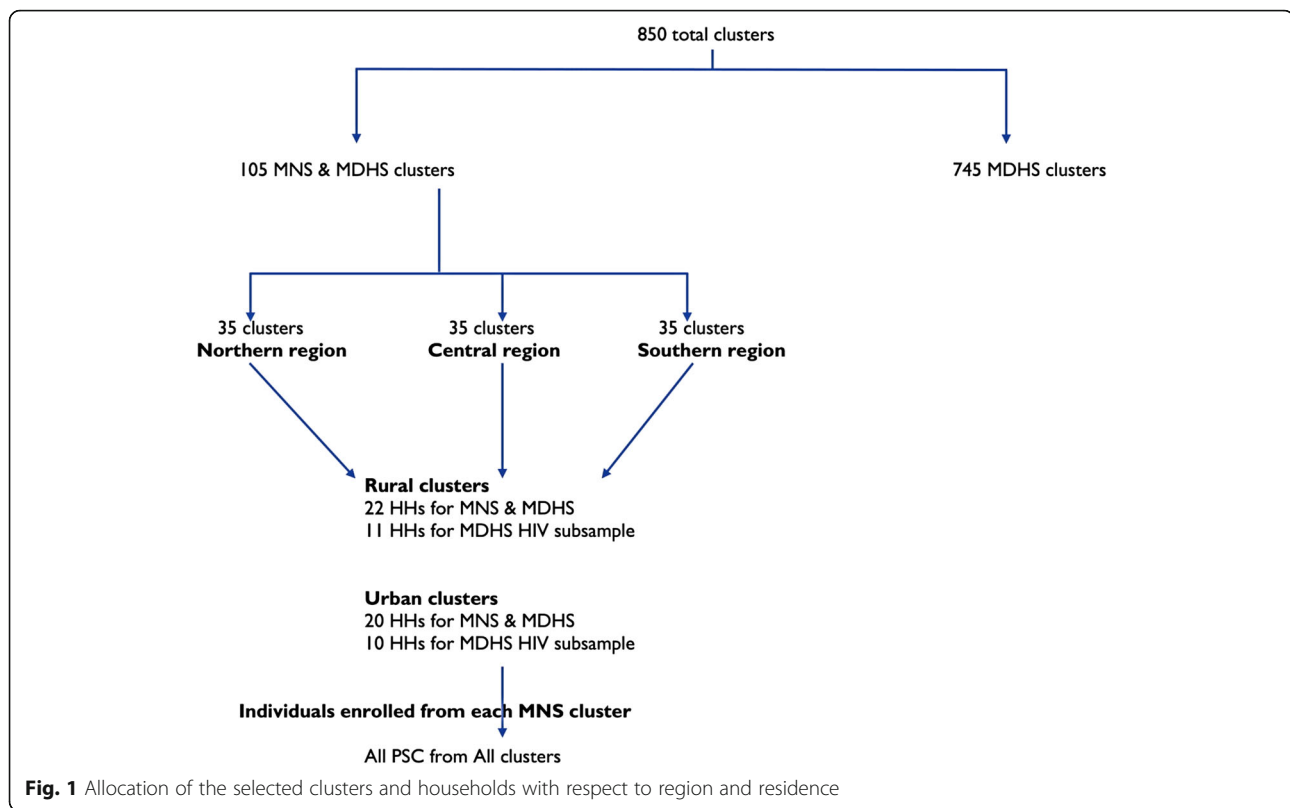 850 total clusters
105 MNS & MDHS clusters
745 MDHS clusters
35 clusters
Northern region
35 clusters
Central region
35 clusters
Southern region
Rural clusters
22 HHs for MNS & MDHS
11 HHs for MDHS HIV subsample
Urban clusters
20 HHs for MNS & MDHS
10 HHs for MDHS HIV subsample
Individuals enrolled from each MNS cluster
All PSC from All clusters
Fig. 1 Allocation of the selected clusters and households with respect to region and residence